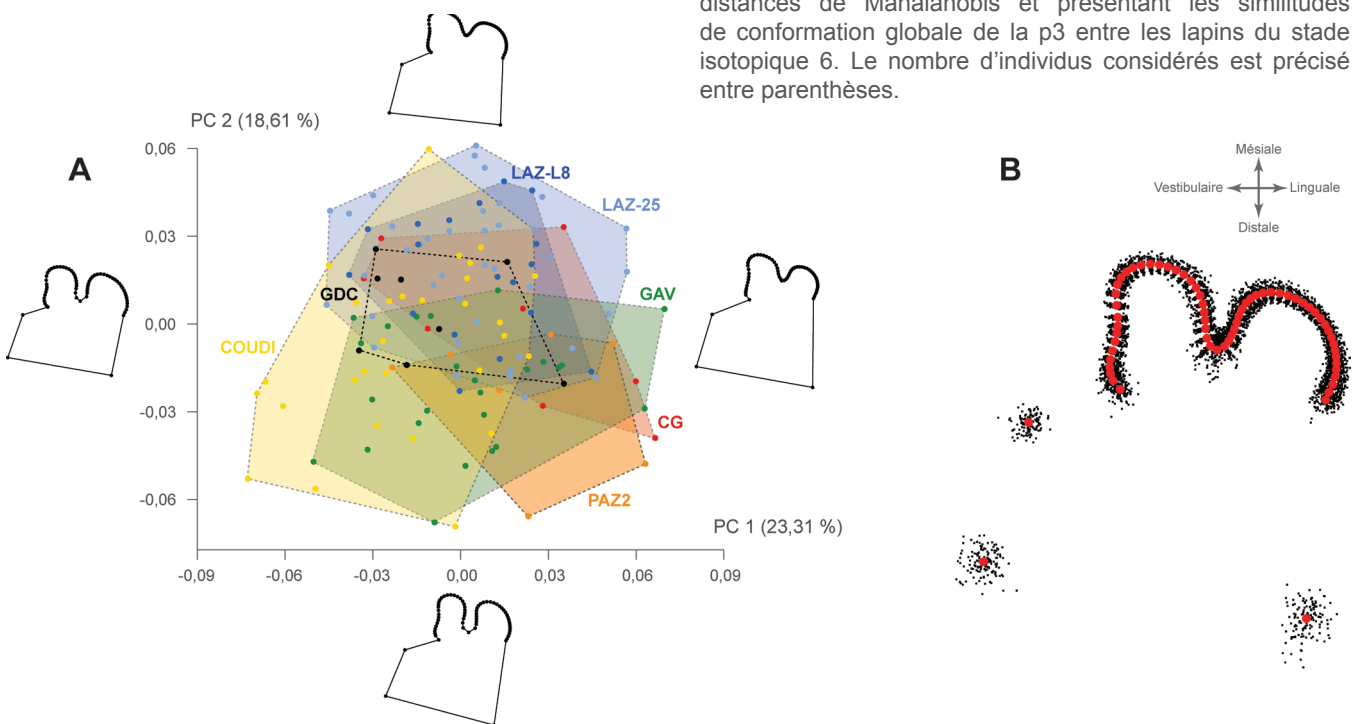 distances de Mahalanobis et présentant les similitudes
de conformation globale de la p3 entre les lapins du stade
isotopique 6. Le nombre d'individus considérés est précisé
entre parenthèses.
PC 2 (18,61 %)
A
0,06
0,03
0,00
-0,03
-0,06
LAZ-L8
LAZ-25
GDC
GAV
COUDI
CG
PAZ2
PC 1 (23,31 %)
-0,09
-0,06
-0,03
0,00
0,03
0,06
0,09
B
Mésiale
Vestibulaire
Linguale
Distale